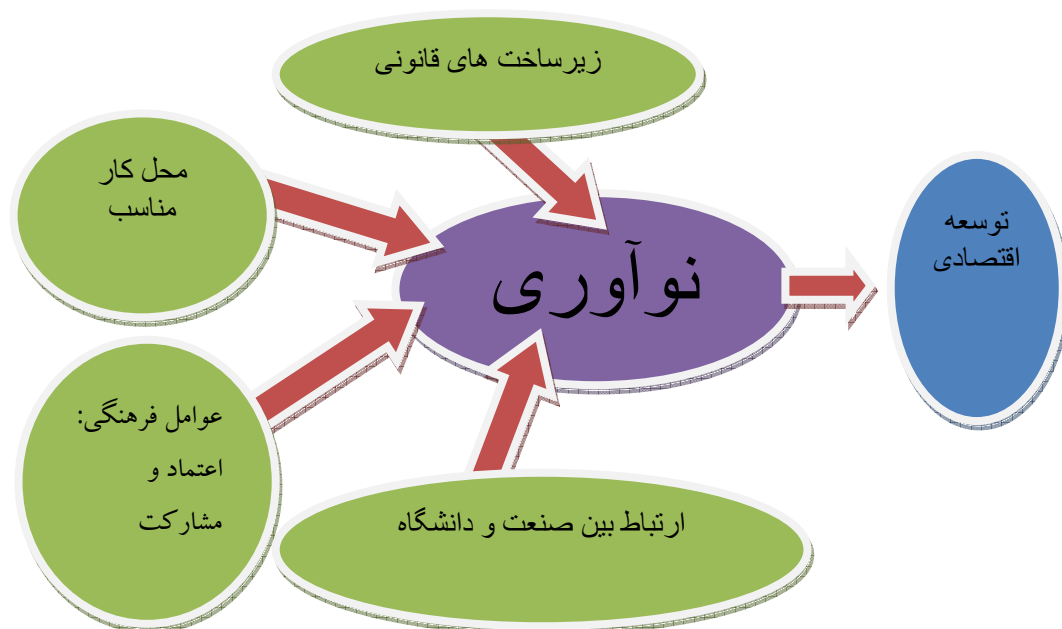 زیرساخت های قانونی
محل کار
مناسب
نوآوری
توسعه
اقتصادی
عوامل فرهنگی:
اعتماد و
مشارکت
ارتباط بین صنعت و دانشگاه